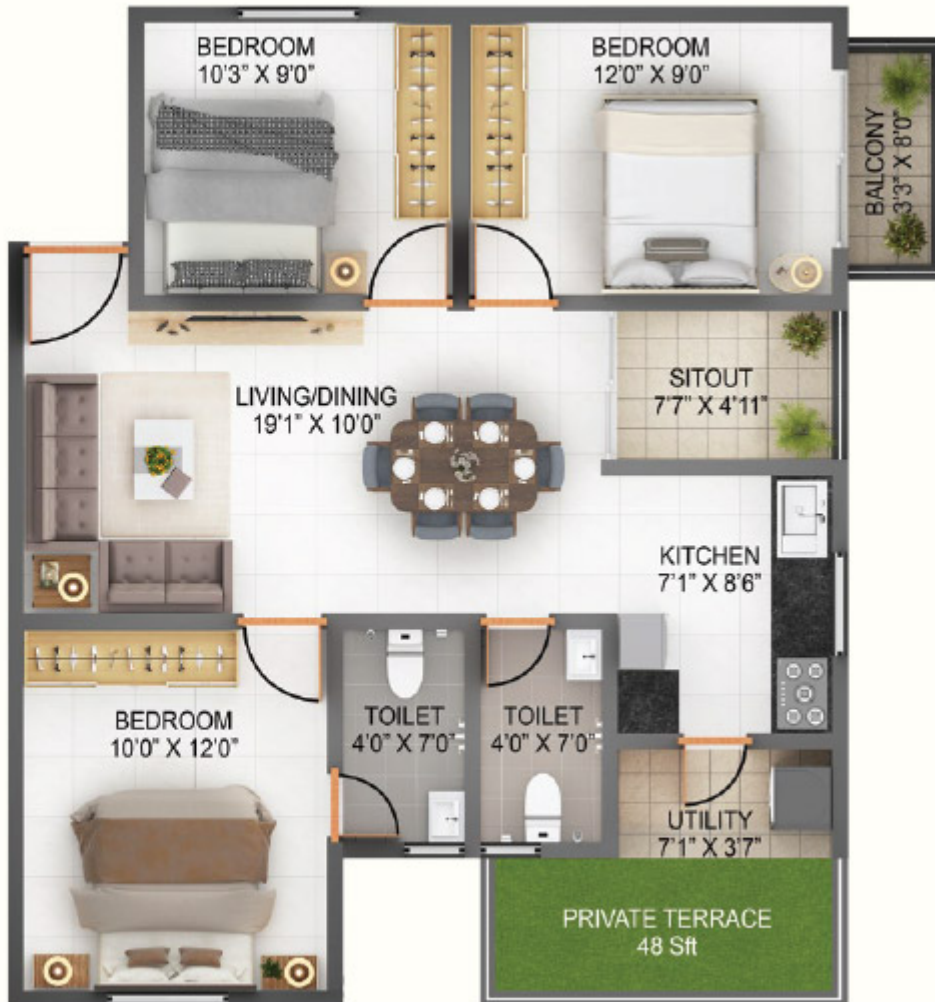 BEDROOM
10'3" X 9'0"
BEDROOM
12'0" X 9'0"
BALCONY
3'3" X 8'0"
LIVING/DINING
19'1" X 10'0"
SITOUT
7'7" X 4'11"
KITCHEN
7'1" X 8'6"
BEDROOM
10'0" X 12'0"
TOILET
4'0" X 7'0"
TOILET
4'0" X 7'0"
UTILITY
7'1" X 3'7"
PRIVATE TERRACE
48 Sft